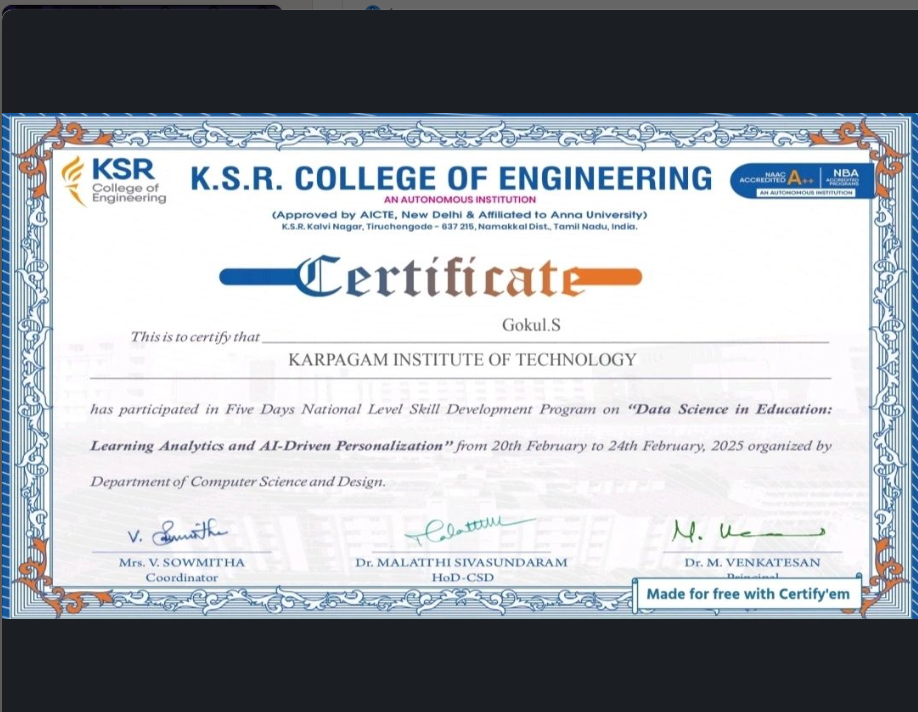 KSR
College of
Engineering
K.S.R. COLLEGE OF ENGINEERING
AN AUTONOMOUS INSTITUTION
(Approved by AICTE, New Delhi & Affiliated to Anna University)
K.S.R. Kalvi Nagar, Tiruchengode - 637 215, Namakkal Dist., Tamil Nadu, India.
NAAC
ACCREDITED A++
NBA
ACCREDITED
PROGRAMS
AN AUTONOMOUS INSTITUTION
Certificate
This is to certify that Gokul.S
KARPAGAM INSTITUTE OF TECHNOLOGY
has participated in Five Days National Level Skill Development Program on “Data Science in Education:
Learning Analytics and AI-Driven Personalization” from 20th February to 24th February, 2025 organized by
Department of Computer Science and Design.
Mrs. V. SOWMITHA
Coordinator
Dr. MALATHI SIVASUNDARAM
HoD-CSD
Dr. M. VENKATESAN
Principal
Made for free with Certify'em